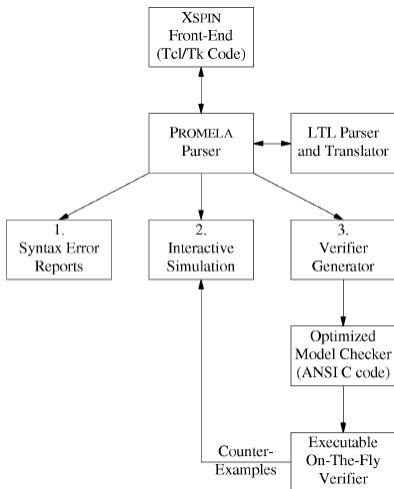 XSPIN
Front-End
(Tcl/Tk Code)
PROMELA
Parser
LTL Parser
and Translator
1.
Syntax Error
Reports
2.
Interactive
Simulation
3.
Verifier
Generator
Optimized
Model Checker
(ANSI C code)
Counter-
Examples
Executable
On-The-Fly
Verifier